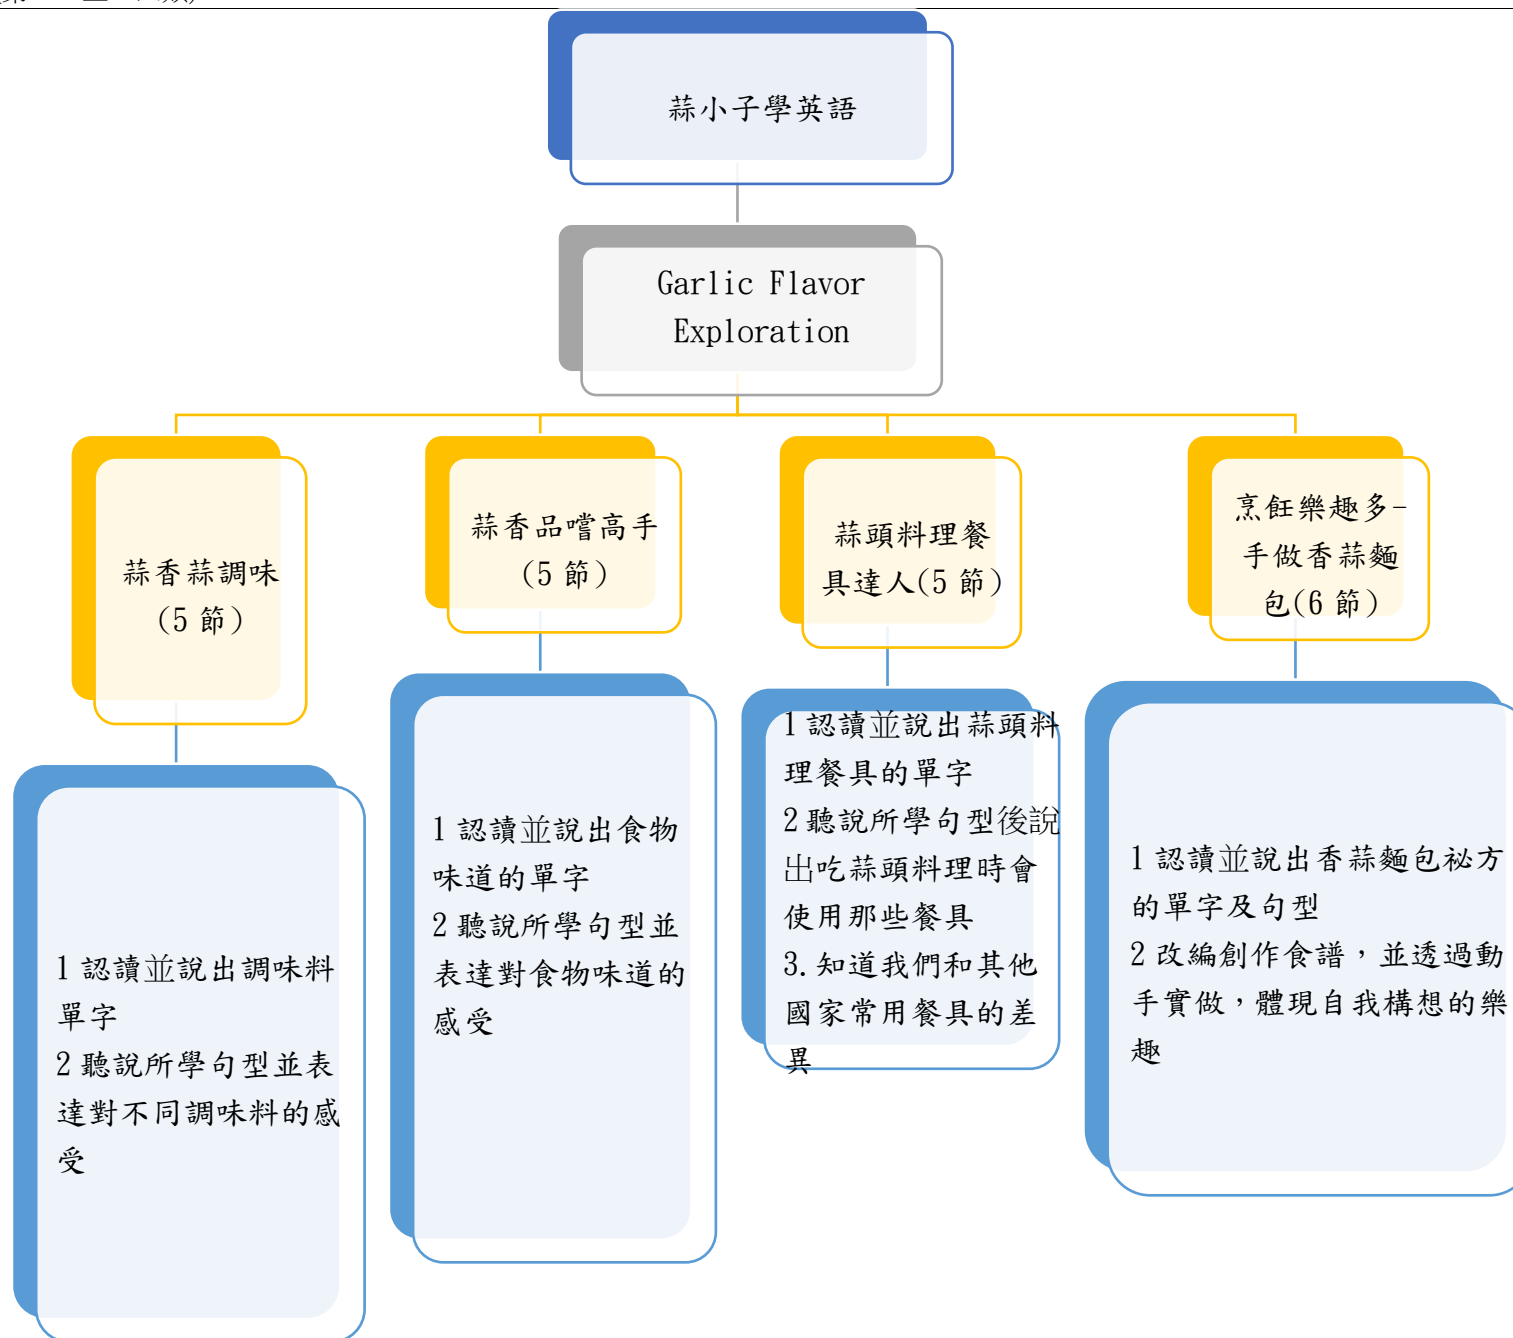 蒜小子學英語
Garlic Flavor
Exploration
蒜香蒜調味
(5 節)
蒜香品嚐高手
(5 節)
蒜頭料理餐
具達人(5 節)
烹飪樂趣多-
手做香蒜麵
包(6 節)
1 認讀並說出調味料
單字
2 聽說所學句型並表
達對不同調味料的感
受
1 認讀並說出食物
味道的單字
2 聽說所學句型並
表達對食物味道的
感受
1 認讀並說出蒜頭料
理餐具的單字
2 聽說所學句型後說
出吃蒜頭料理時會
使用那些餐具
3. 知道我們和其他
國家常用餐具的差
異
1 認讀並說出香蒜麵包祕方
的單字及句型
2 改編創作食譜，並透過動
手實做，體現自我構想的樂
趣